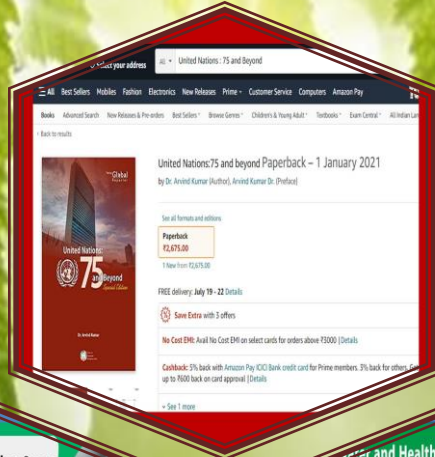 Select your address
All
United Nations : 75 and Beyond
All Best Sellers Mobiles Fashion Electronics New Releases Prime Customer Service Computers Amazon Pay
Books Advanced Search New Releases & Pre-orders Best Sellers Browse Genres Children's & Young Adult Textbooks Exam Central All Indian Lan
‹ Back to results
United Nations:75 and beyond Paperback – 1 January 2021
by Dr. Arvind Kumar (Author), Arvind Kumar Dr. (Preface)
See all formats and editions
Paperback
₹2,675.00
1 New from ₹2,675.00
FREE delivery: July 19 - 22 Details
Save Extra with 3 offers
No Cost EMI: Avail No Cost EMI on select cards for orders above ₹3000 | Details
Cashback: 5% back with Amazon Pay ICICI Bank credit card for Prime members. 3% back for others. Get
up to ₹600 back on card approval | Details
+ See 1 more
Global
United Nations
75
and Beyond
Special Edition
Dr. Arvind Kumar
and Health